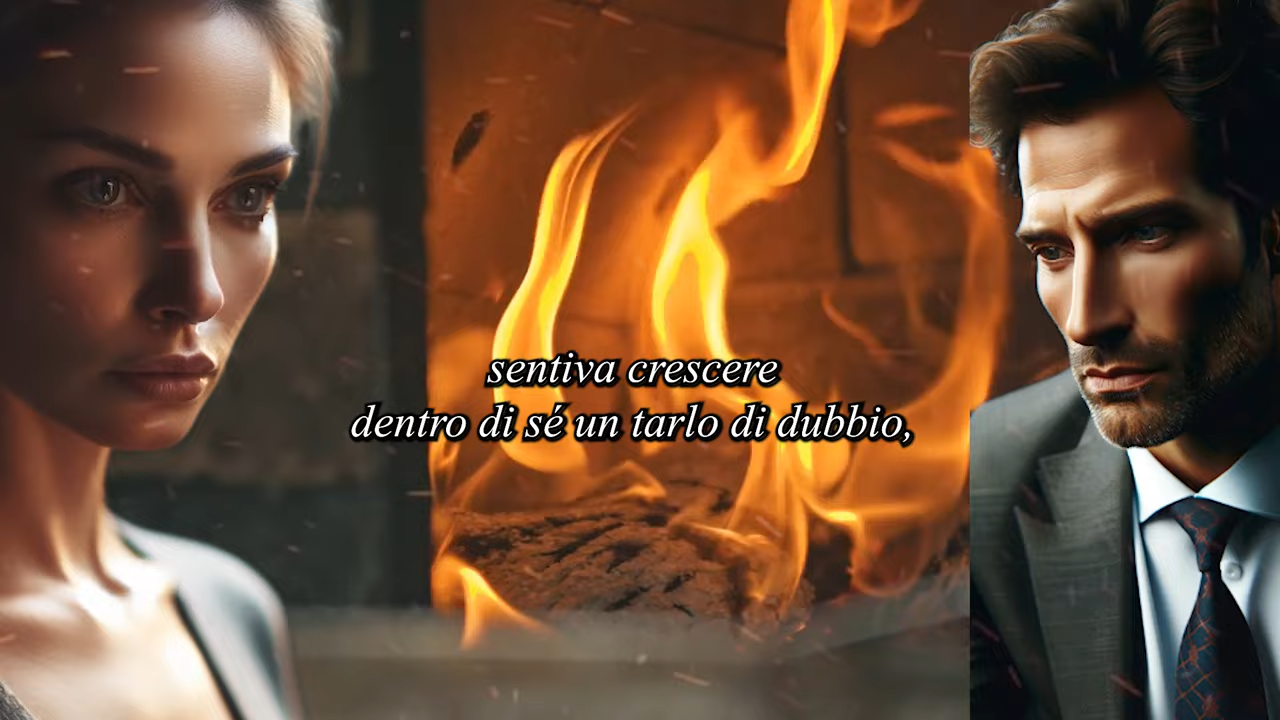 sentiva crescere
dentro di sé un tarlo di dubbio,